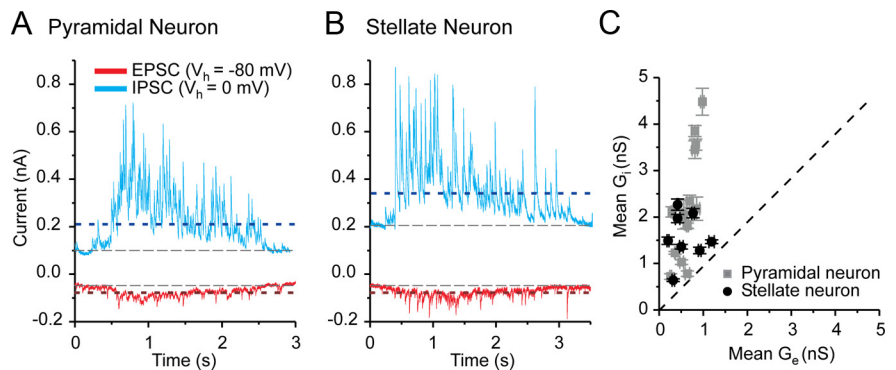 A Pyramidal Neuron
EPSC (Vh = -80 mV)
IPSC (Vh = 0 mV)
Current (nA)
0.8
0.6
0.4
0.2
0.0
-0.2
0
1
2
3
Time (s)
B Stellate Neuron
0.8
0.6
0.4
0.2
0.0
-0.2
0
1
2
3
Time (s)
C
Mean Gi (nS)
5
4
3
2
1
0
0
1
2
3
4
5
Mean Ge (nS)
Pyramidal neuron
Stellate neuron